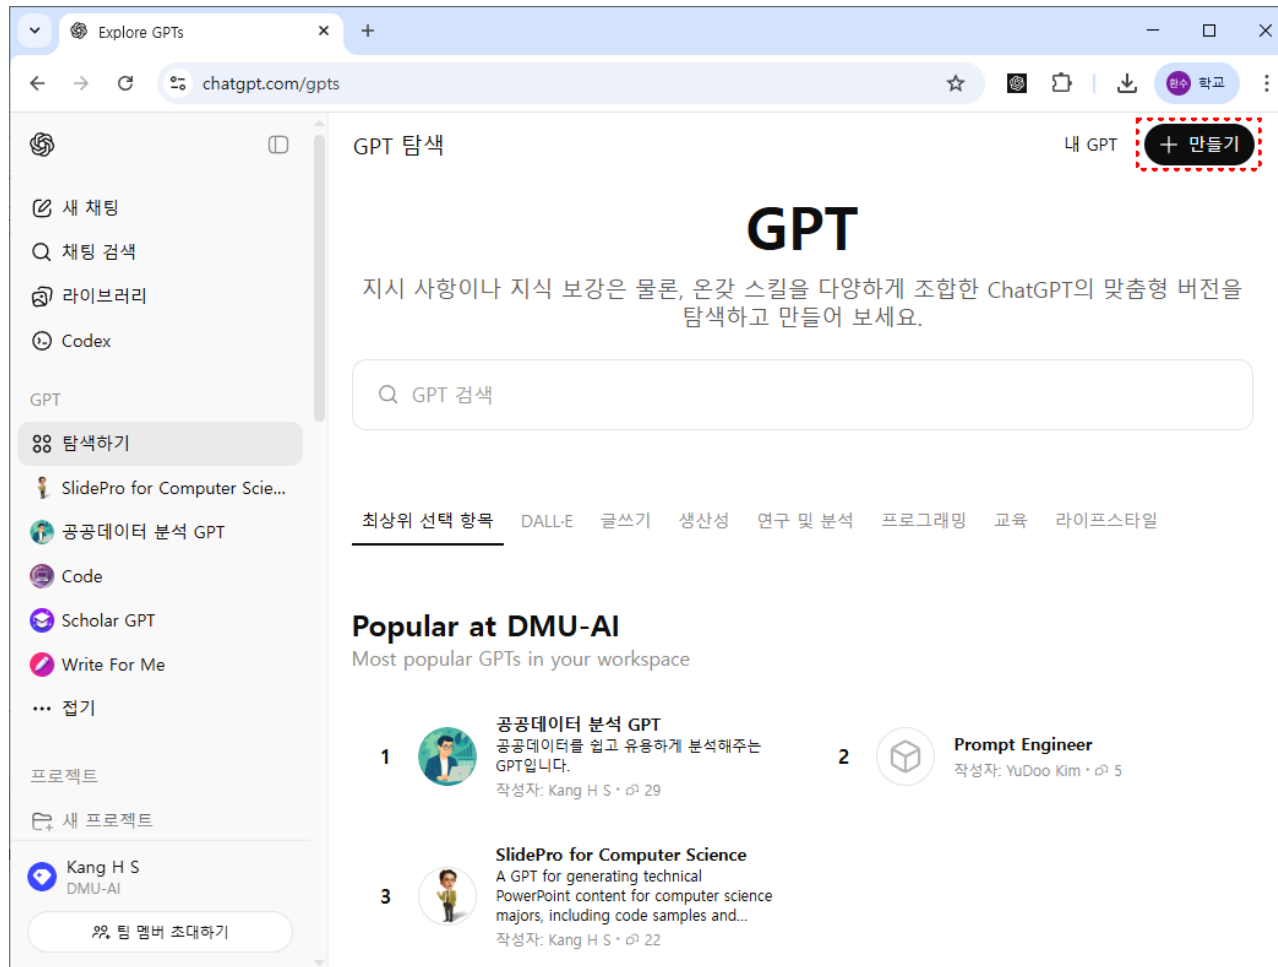 Explore GPTs
chatgpt.com/gpts
환수 학교
GPT 탐색
내 GPT
만들기
새 채팅
채팅 검색
라이브러리
Codex
GPT
탐색하기
SlidePro for Computer Scie...
공공데이터 분석 GPT
Code
Scholar GPT
Write For Me
접기
프로젝트
새 프로젝트
Kang H S
DMU-AI
팀 멤버 초대하기
GPT
지시 사항이나 지식 보강은 물론, 온갖 스킬을 다양하게 조합한 ChatGPT의 맞춤형 버전을
탐색하고 만들어 보세요.
GPT 검색
최상위 선택 항목 DALL·E 글쓰기 생산성 연구 및 분석 프로그래밍 교육 라이프스타일
Popular at DMU-AI
Most popular GPTs in your workspace
1
공공데이터 분석 GPT
공공데이터를 쉽고 유용하게 분석해주는
GPT입니다.
작성자: Kang H S · 29
2
Prompt Engineer
작성자: YuDoo Kim · 5
3
SlidePro for Computer Science
A GPT for generating technical
PowerPoint content for computer science
majors, including code samples and...
작성자: Kang H S · 22